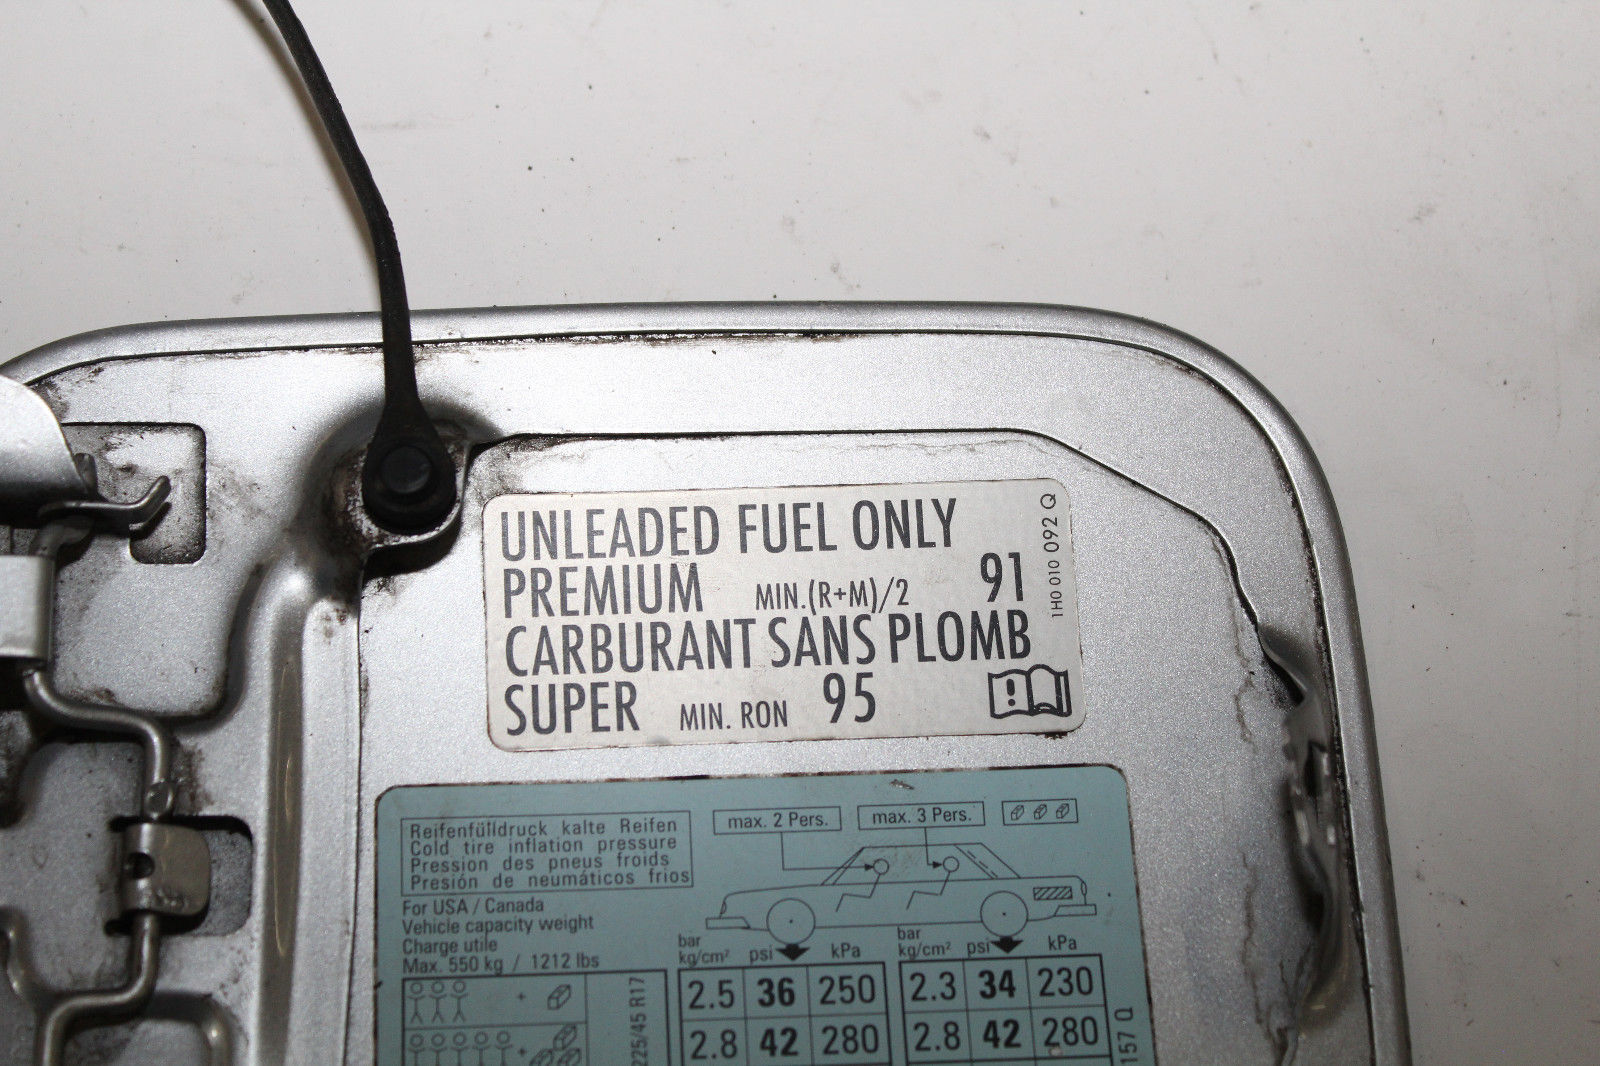 UNLEADED FUEL ONLY
PREMIUM MIN.(R+M)/2 91
CARBURANT SANS PLOMB
SUPER MIN. RON 95
1H0 010 092 Q
Reifenfülldruck kalte Reifen
Cold tire inflation pressure
Pression des pneus froids
Presión de neumáticos frios
max. 2 Pers. max. 3 Pers.
For USA / Canada
Vehicle capacity weight
Charge utile
Max. 550 kg / 1212 lbs
bar bar
kg/cm² psi kPa kg/cm² psi kPa
225/45 R17
2.5 36 250 2.3 34 230
2.8 42 280 2.8 42 280
157 Q